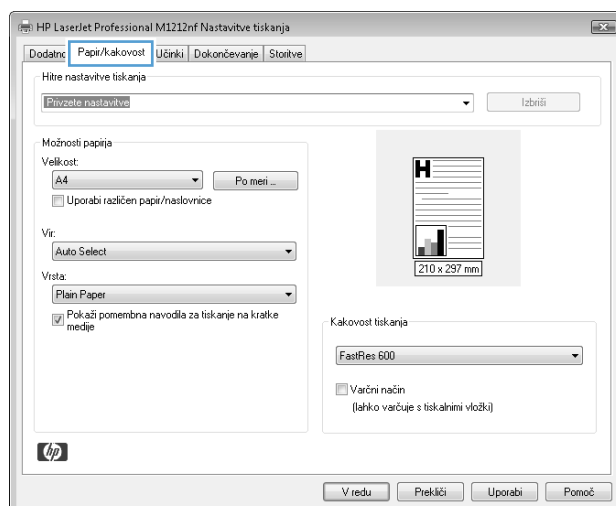 HP LaserJet Professional M1212nf Nastavitve tiskanja
Dodatno Papir/kakovost Učinki Dokončevanje Storitve
Hitre nastavitve tiskanja
Privzete nastavitve
Izbriši
Možnosti papirja
Velikost:
A4
Po meri ...
Uporabi različen papir/naslovnice
Vir:
Auto Select
Vrsta:
Plain Paper
Pokaži pomembna navodila za tiskanje na kratke
medije
H
210 x 297 mm
Kakovost tiskanja
FastRes 600
Varčni način
(lahko varčuje s tiskalnimi vložki)
hp
V redu Prekliči Uporabi Pomoč